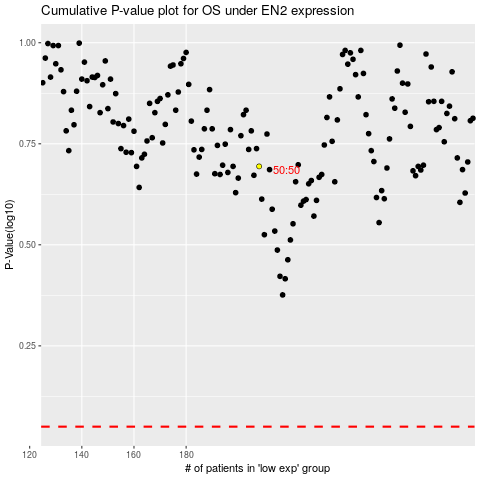 Cumulative P-value plot for OS under EN2 expression
P-Value(log10)
1.00
0.75
0.50
0.25
50:50
120 140 160 180
# of patients in 'low exp' group